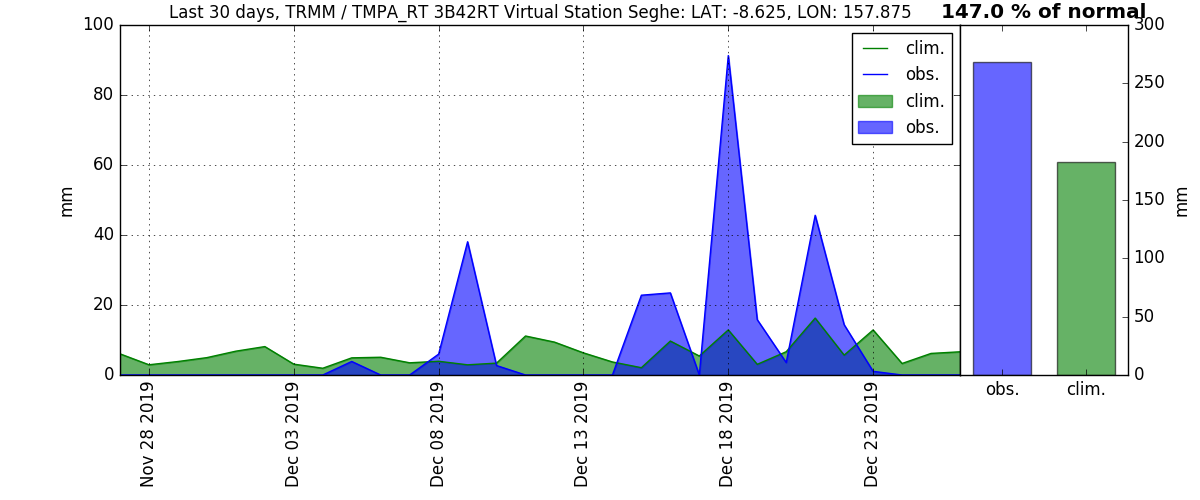 Last 30 days, TRMM / TMPA_RT 3B42RT Virtual Station Seghe: LAT: -8.625, LON: 157.875
147.0 % of normal
100
80
60
40
20
0
mm
clim.
obs.
clim.
obs.
300
250
200
150
100
50
0
mm
obs.
clim.
Nov 28 2019
Dec 03 2019
Dec 08 2019
Dec 13 2019
Dec 18 2019
Dec 23 2019